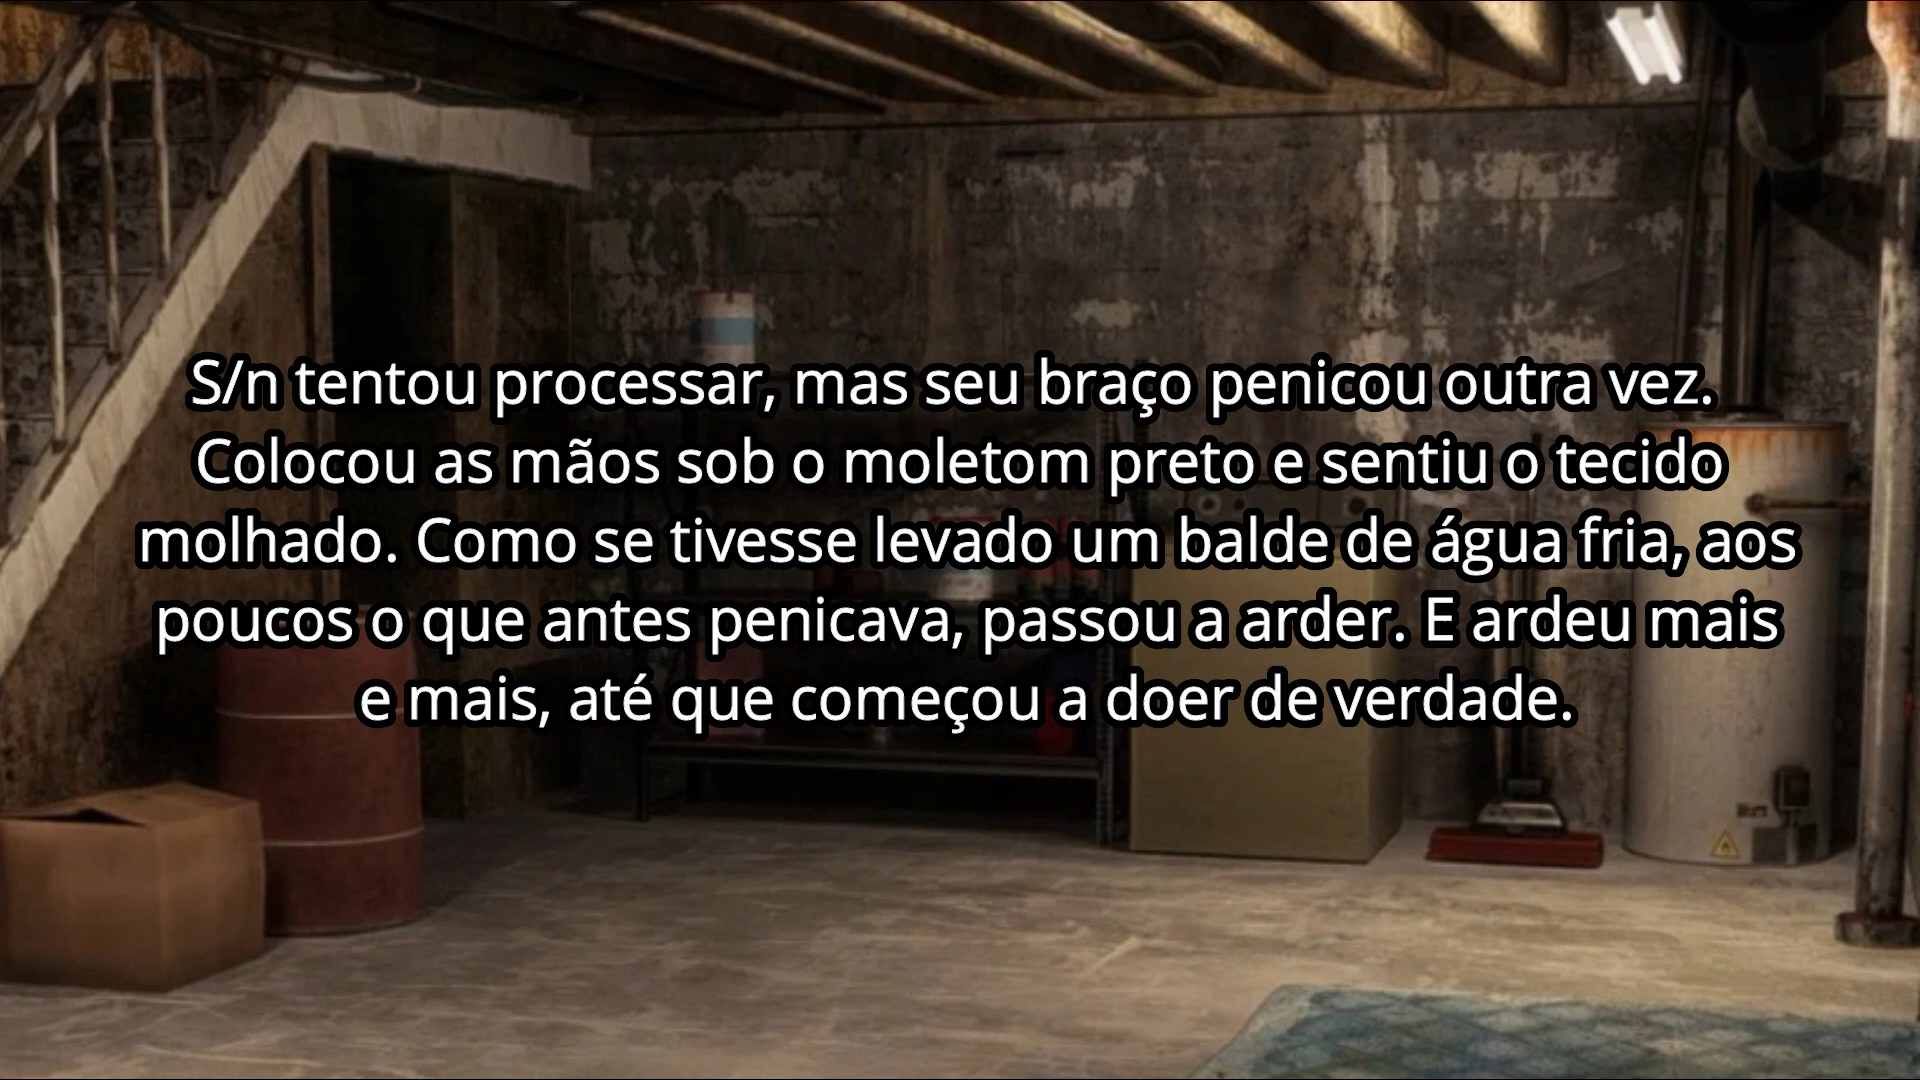 S/n tentou processar, mas seu braço penicou outra vez.
Colocou as mãos sob o moletom preto e sentiu o tecido
molhado. Como se tivesse levado um balde de água fria, aos
poucos o que antes penicava, passou a arder. E ardeu mais
e mais, até que começou a doer de verdade.